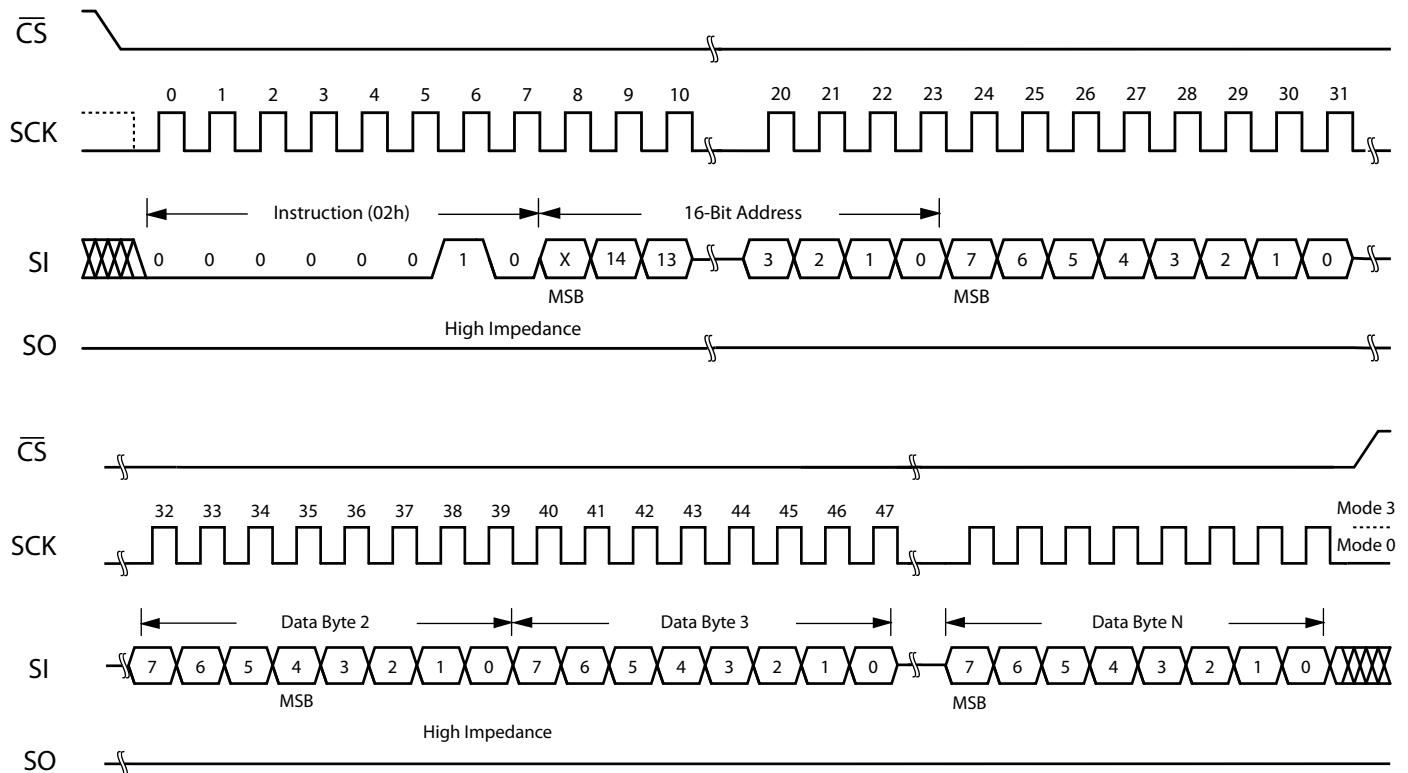 CS
0 1 2 3 4 5 6 7 8 9 10 20 21 22 23 24 25 26 27 28 29 30 31
SCK
Instruction (02h) 16-Bit Address
SI 0 0 0 0 0 0 1 0 X 14 13 3 2 1 0 7 6 5 4 3 2 1 0
MSB MSB
High Impedance
SO
CS
32 33 34 35 36 37 38 39 40 41 42 43 44 45 46 47 Mode 3
SCK Mode 0
Data Byte 2 Data Byte 3 Data Byte N
SI 7 6 5 4 3 2 1 0 7 6 5 4 3 2 1 0 7 6 5 4 3 2 1 0
MSB MSB
High Impedance
SO